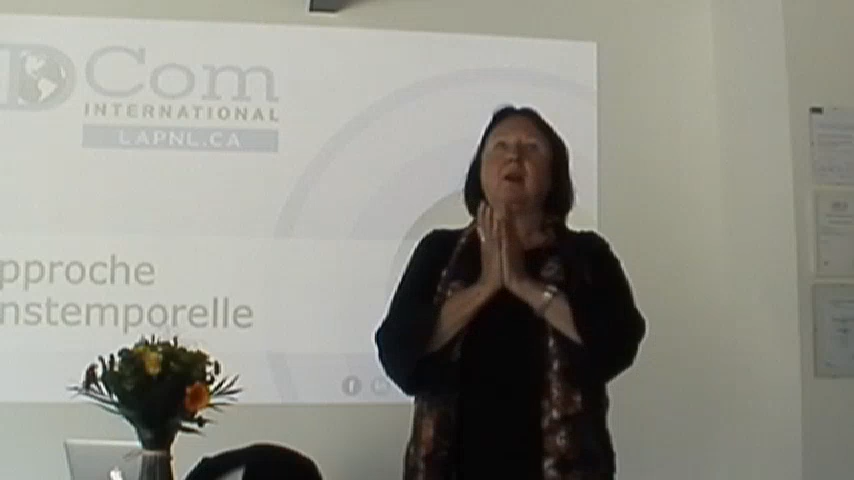 Com
INTERNATIONAL
LAPNL.CA
pproche
nstemporelle